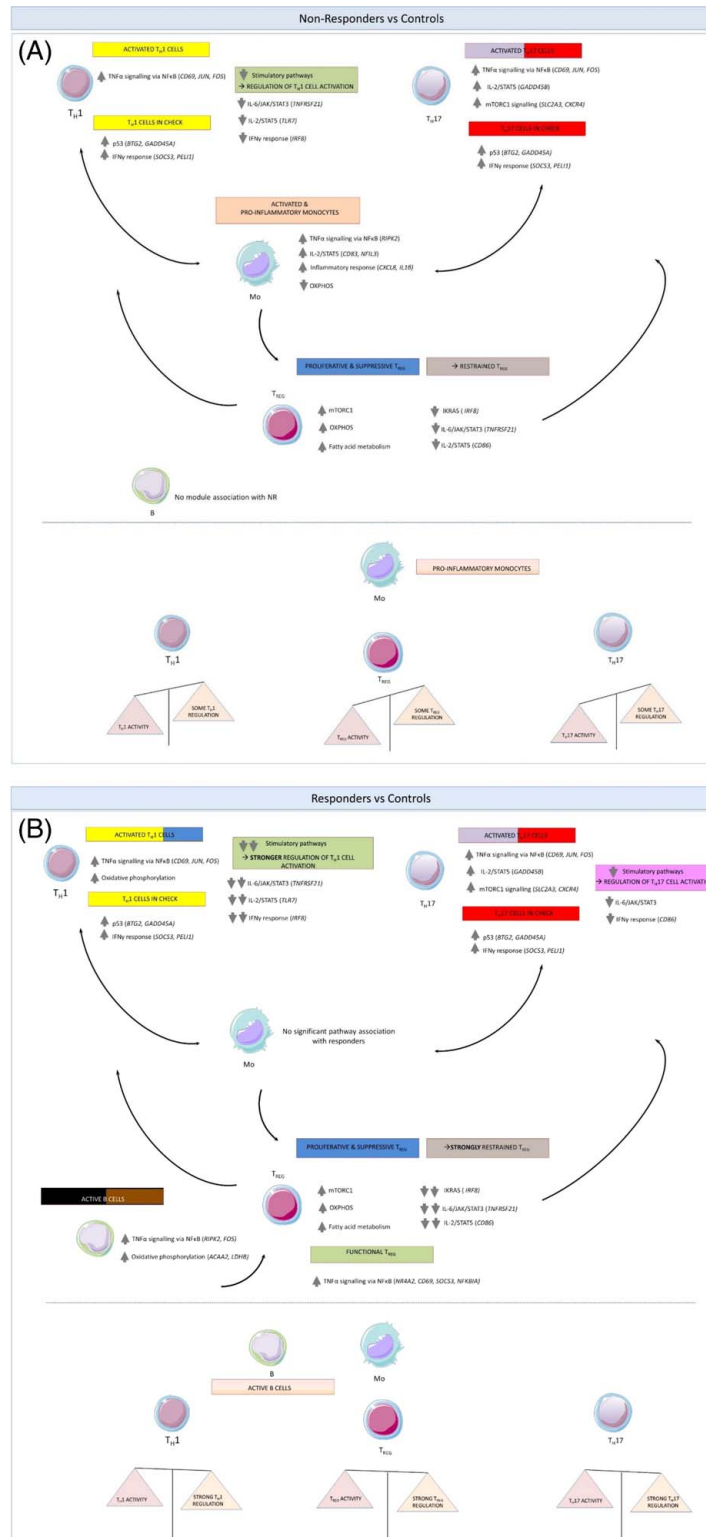 Non-Responders vs Controls
(A)
ACTIVATED TH1 CELLS
TH1
TNFα signalling via NFκB (CD69, JUN, FOS)
TH1 CELLS IN CHECK
p53 (BTG2, GADD45A)
IFNγ response (SOCS3, PELI1)
Stimulatory pathways
→ REGULATION OF TH1 CELL ACTIVATION
IL-6/JAK/STAT3 (TNFRSF21)
IL-2/STAT5 (TLR7)
IFNγ response (IRF8)
ACTIVATED TH17 CELLS
TH17
TNFα signalling via NFκB (CD69, JUN, FOS)
IL-2/STAT5 (GADD45B)
mTORC1 signalling (SLC2A3, CXCR4)
TH17 CELLS IN CHECK
p53 (BTG2, GADD45A)
IFNγ response (SOCS3, PELI1)
ACTIVATED &
PRO-INFLAMMATORY MONOCYTES
Mo
TNFα signalling via NFκB (RIPK2)
IL-2/STAT5 (CD83, NFIL3)
Inflammatory response (CXCL8, IL1B)
OXPHOS
PROLIFERATIVE & SUPPRESSIVE TREG
→ RESTRAINED TREG
TREG
mTORC1
OXPHOS
Fatty acid metabolism
IKRAS ( IRF8)
IL-6/JAK/STAT3 (TNFRSF21)
IL-2/STAT5 (CD86)
B
No module association with NR
Mo
PRO-INFLAMMATORY MONOCYTES
TH1
TREG
TH17
TH1 ACTIVITY
SOME TH1
REGULATION
TREG ACTIVITY
SOME TREG
REGULATION
TH17 ACTIVITY
SOME TH17
REGULATION
Responders vs Controls
(B)
ACTIVATED TH1 CELLS
TH1
TNFα signalling via NFκB (CD69, JUN, FOS)
Oxidative phosphorylation
TH1 CELLS IN CHECK
p53 (BTG2, GADD45A)
IFNγ response (SOCS3, PELI1)
Stimulatory pathways
→ STRONGER REGULATION OF TH1 CELL
ACTIVATION
IL-6/JAK/STAT3 (TNFRSF21)
IL-2/STAT5 (TLR7)
IFNγ response (IRF8)
ACTIVATED TH17 CELLS
TH17
TNFα signalling via NFκB (CD69, JUN, FOS)
IL-2/STAT5 (GADD45B)
mTORC1 signalling (SLC2A3, CXCR4)
TH17 CELLS IN CHECK
p53 (BTG2, GADD45A)
IFNγ response (SOCS3, PELI1)
Stimulatory pathways
→ REGULATION OF TH17 CELL ACTIVATI
IL-6/JAK/STAT3
IFNγ response (CD86)
Mo
No significant pathway association
with responders
PROLIFERATIVE & SUPPRESSIVE TREG
→STRONGLY RESTRAINED TREG
TREG
mTORC1
OXPHOS
Fatty acid metabolism
IKRAS ( IRF8)
IL-6/JAK/STAT3 (TNFRSF21)
IL-2/STAT5 (CD86)
FUNCTIONAL TREG
TNFα signalling via NFκB (NR4A2, CD69, SOCS3, NFKBIA)
ACTIVE B CELLS
B
TNFα signalling via NFκB (RIPK2, FOS)
Oxidative phosphorylation (ACAA2, LDHB)
B
ACTIVE B CELLS
Mo
TH1
TREG
TH17
TH1 ACTIVITY
STRONG TH1
REGULATION
TREG ACTIVITY
STRONG TREG
REGULATION
TH17 ACTIVITY
STRONG TH17
REGULATION